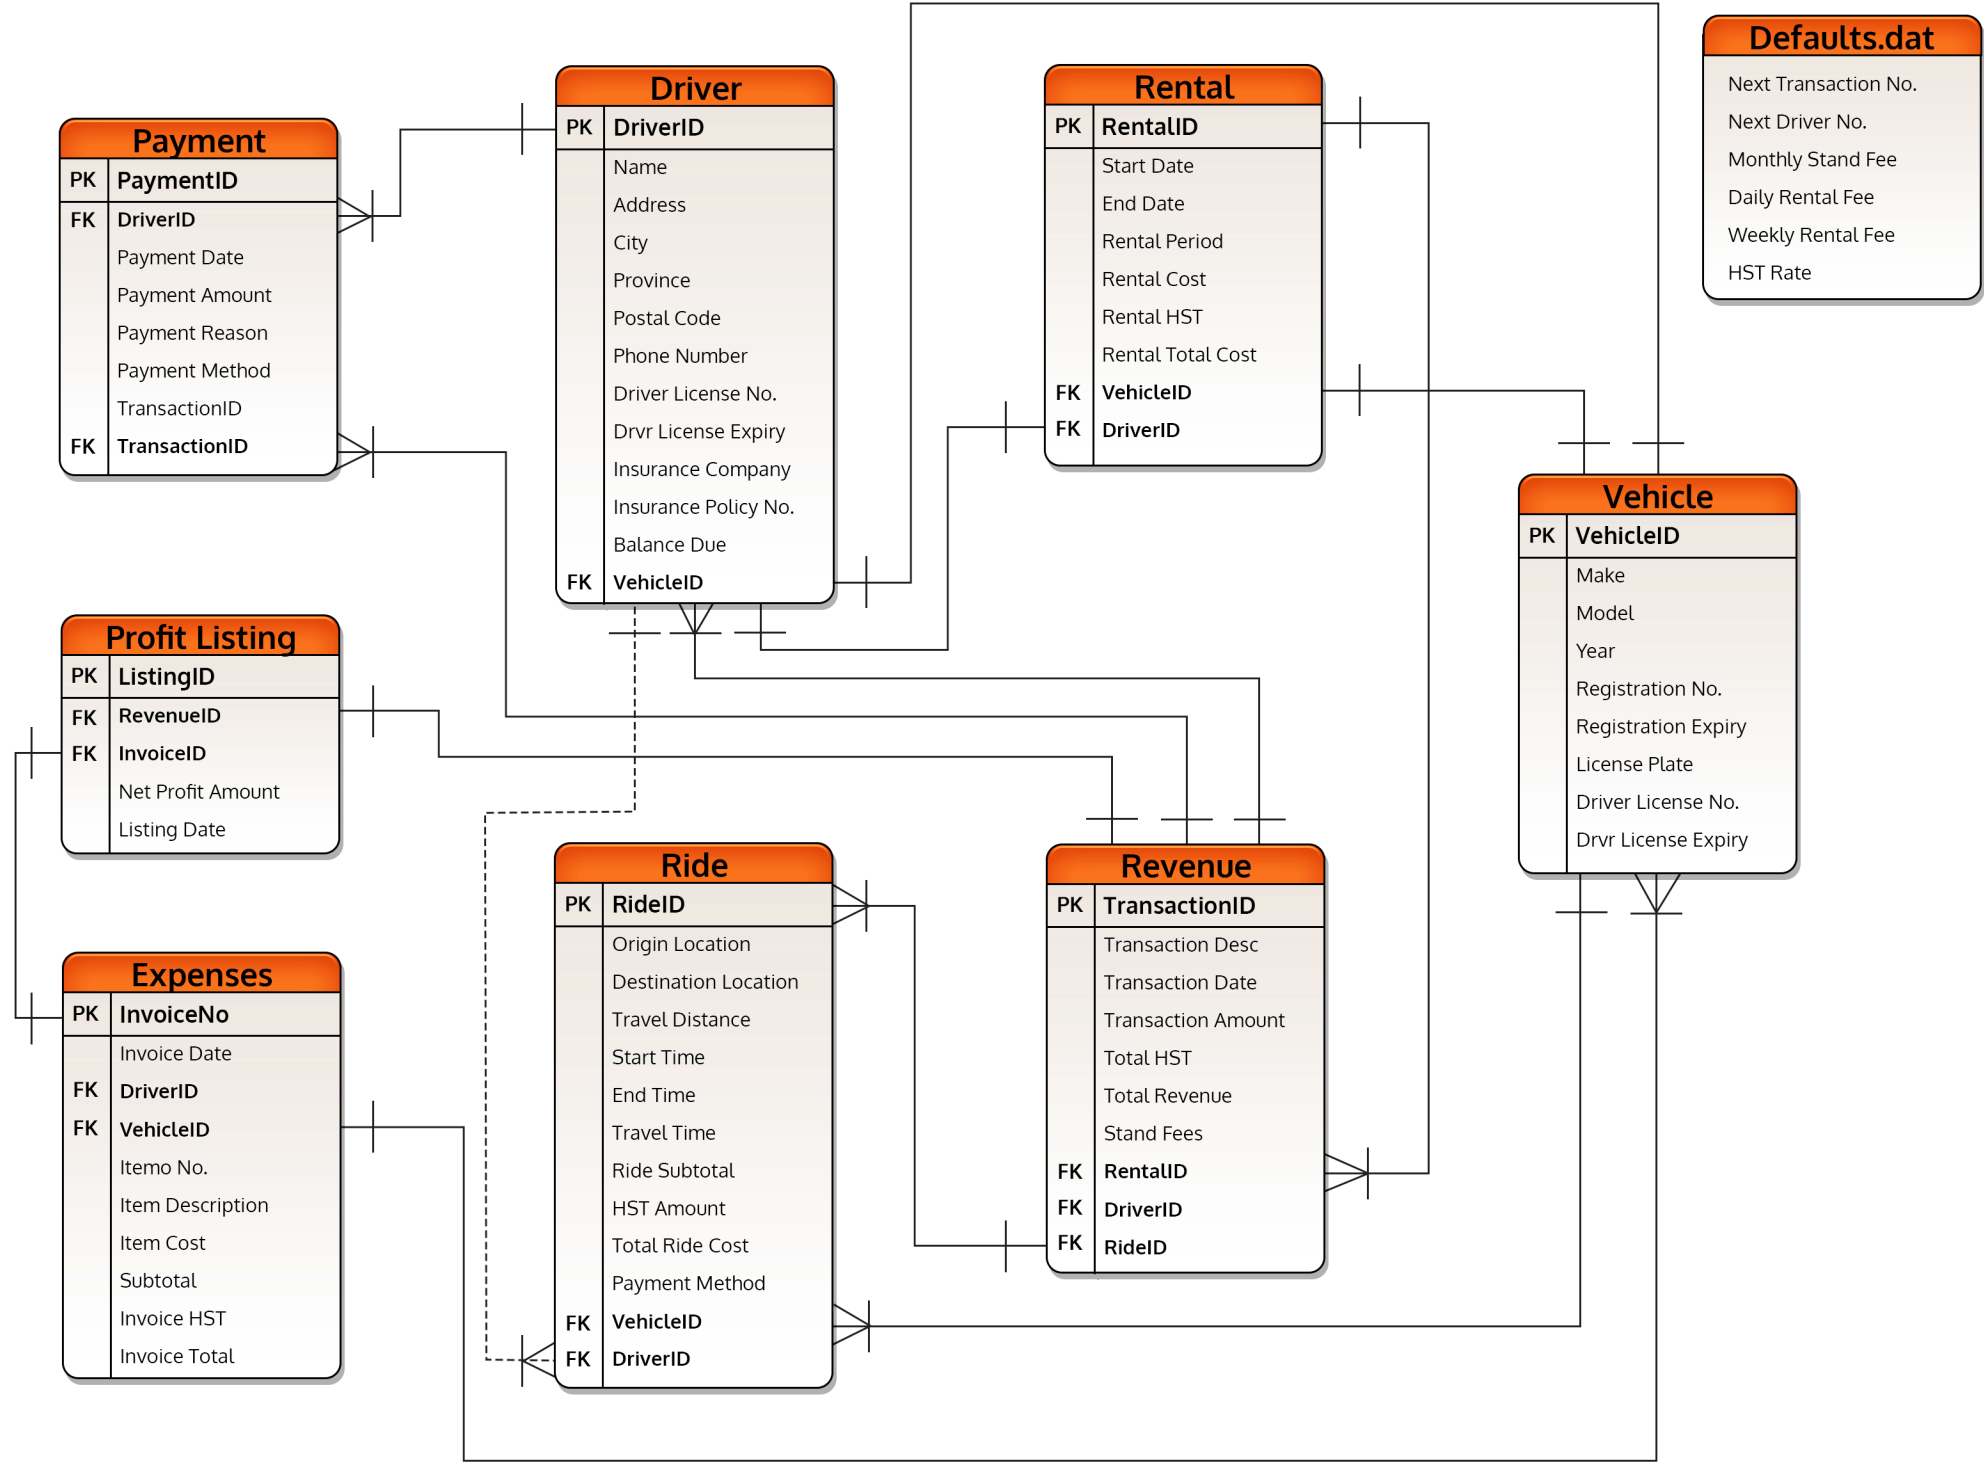 Payment
PK PaymentID
FK DriverID
Payment Date
Payment Amount
Payment Reason
Payment Method
TransactionID
FK TransactionID
Driver
PK DriverID
Name
Address
City
Province
Postal Code
Phone Number
Driver License No.
Drvr License Expiry
Insurance Company
Insurance Policy No.
Balance Due
FK VehicleID
Rental
PK RentalID
Start Date
End Date
Rental Period
Rental Cost
Rental HST
Rental Total Cost
FK VehicleID
FK DriverID
Defaults.dat
Next Transaction No.
Next Driver No.
Monthly Stand Fee
Daily Rental Fee
Weekly Rental Fee
HST Rate
Vehicle
PK VehicleID
Make
Model
Year
Registration No.
Registration Expiry
License Plate
Driver License No.
Drvr License Expiry
Profit Listing
PK ListingID
FK RevenueID
FK InvoiceID
Net Profit Amount
Listing Date
Expenses
PK InvoiceNo
Invoice Date
FK DriverID
FK VehicleID
Itemo No.
Item Description
Item Cost
Subtotal
Invoice HST
Invoice Total
Ride
PK RideID
Origin Location
Destination Location
Travel Distance
Start Time
End Time
Travel Time
Ride Subtotal
HST Amount
Total Ride Cost
Payment Method
FK VehicleID
FK DriverID
Revenue
PK TransactionID
Transaction Desc
Transaction Date
Transaction Amount
Total HST
Total Revenue
Stand Fees
FK RentalID
FK DriverID
FK RideID